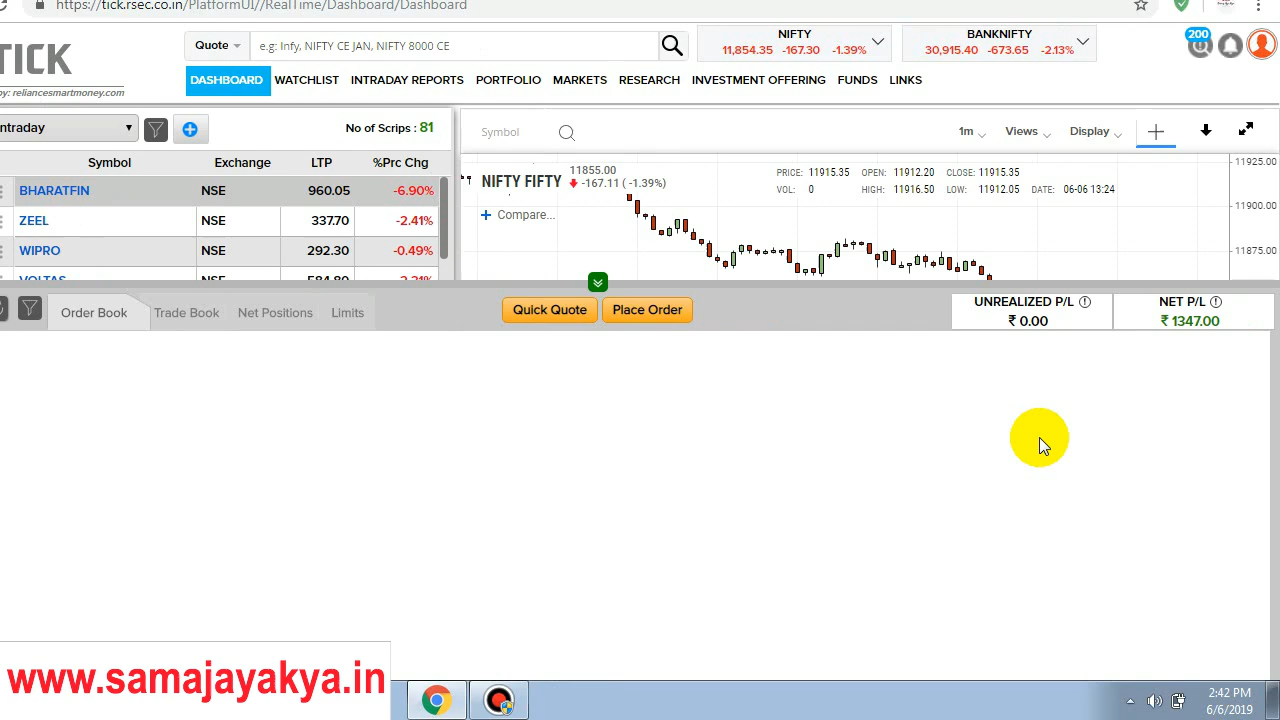 https://tick.rsec.co.in/PlatformUI//RealTime/Dashboard/Dashboard
TICK
by: reliancesmartmoney.com
Quote
e.g: Infy, NIFTY CE JAN, NIFTY 8000 CE
NIFTY
11,854.35 -167.30 -1.39%
BANKNIFTY
30,915.40 -673.65 -2.13%
200
DASHBOARD WATCHLIST INTRADAY REPORTS PORTFOLIO MARKETS RESEARCH INVESTMENT OFFERING FUNDS LINKS
ntraday
No of Scrips : 81
Symbol Exchange LTP %Prc Chg
BHARATFIN NSE 960.05 -6.90%
ZEEL NSE 337.70 -2.41%
WIPRO NSE 292.30 -0.49%
VOLTAS NSE 584.80 -2.21%
Symbol
1m Views Display
NIFTY FIFTY
11855.00
-167.11 ( -1.39%)
Compare...
PRICE: 11915.35 OPEN: 11912.20 CLOSE: 11915.35
VOL: 0 HIGH: 11916.50 LOW: 11912.05 DATE: 06-06 13:24
11925.00
11900.00
11875.00
Order Book Trade Book Net Positions Limits
Quick Quote Place Order
UNREALIZED P/L
₹ 0.00
NET P/L
₹ 1347.00
www.samajayakya.in
2:42 PM
6/6/2019